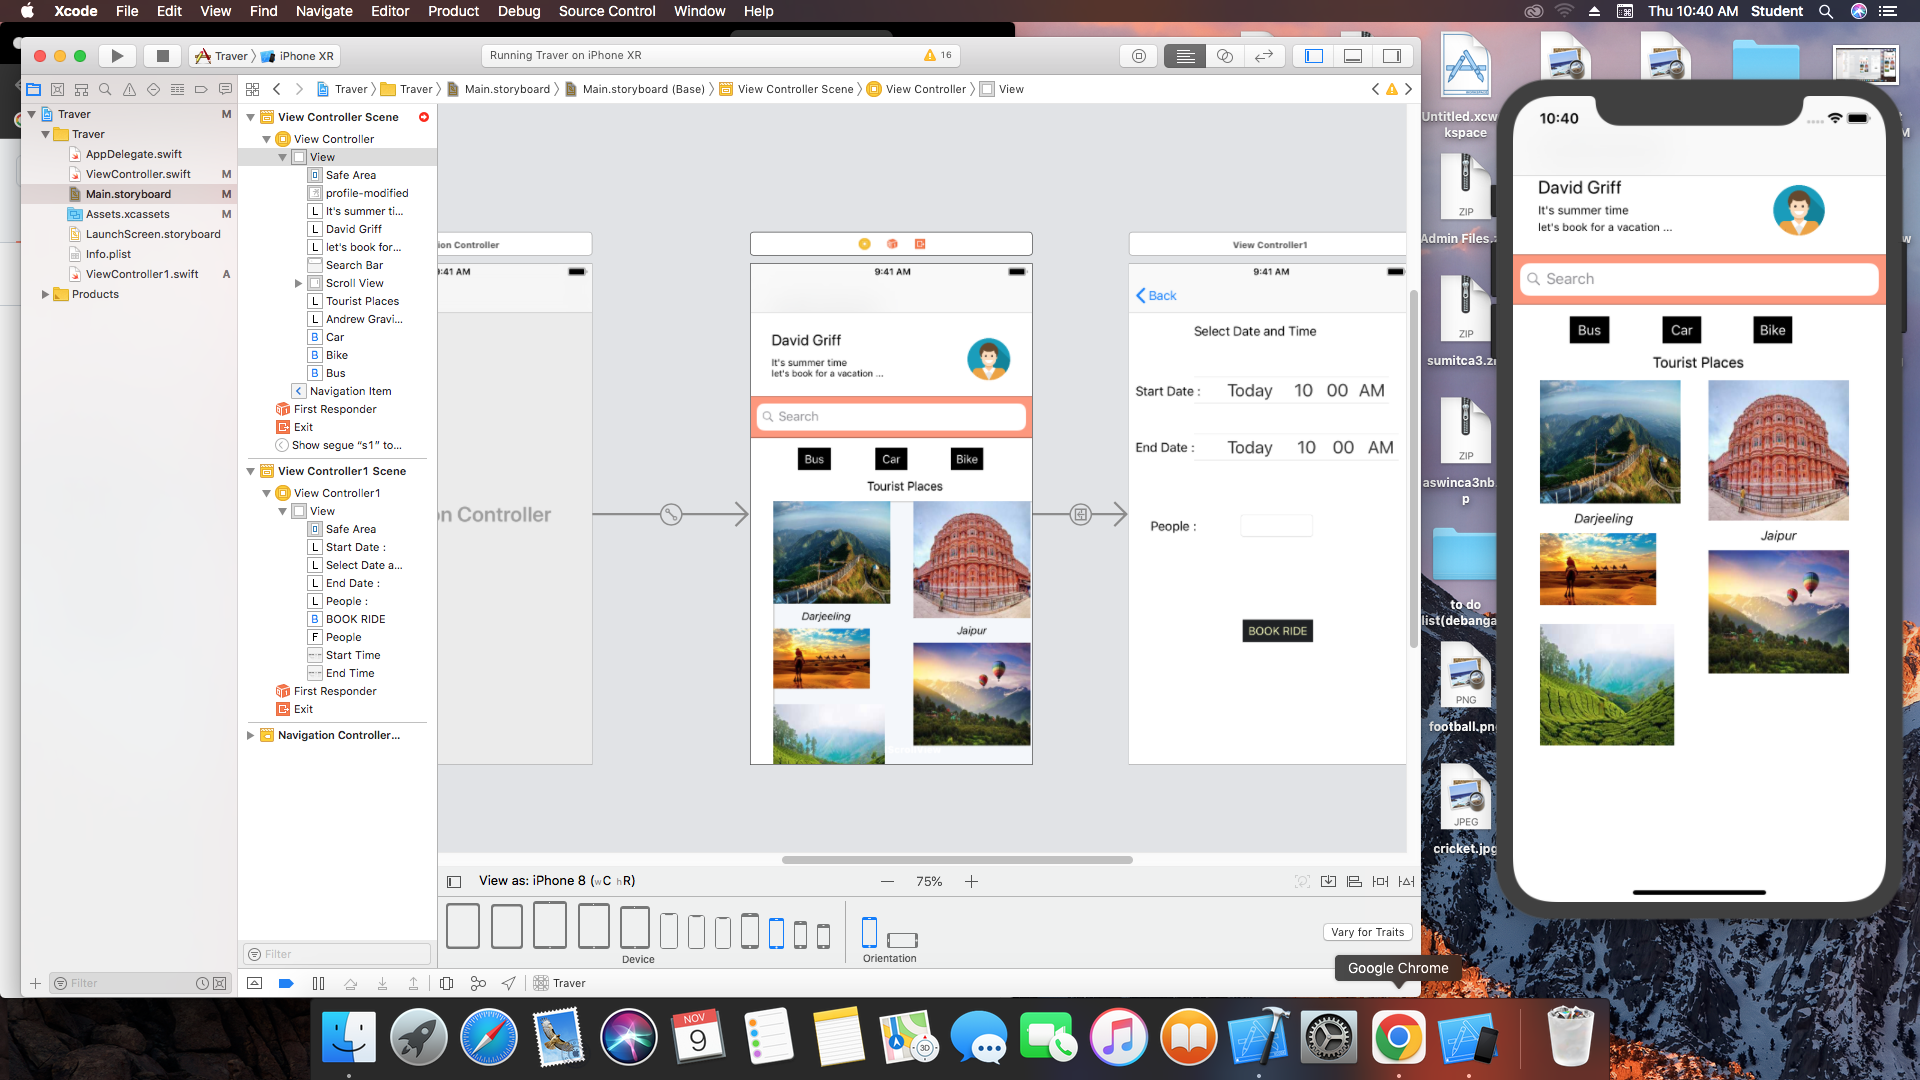 Xcode File Edit View Find Navigate Editor Product Debug Source Control Window Help
Thu 10:40 AM Student
Traver iPhone XR
Running Traver on iPhone XR
16
Traver Traver Main.storyboard Main.storyboard (Base) View Controller Scene View Controller View
Traver M
Traver
AppDelegate.swift
ViewController.swift M
Main.storyboard M
Assets.xcassets M
LaunchScreen.storyboard
Info.plist
ViewController1.swift A
Products
Filter
View Controller Scene
View Controller
View
Safe Area
profile-modified
L It's summer ti...
L David Griff
L let's book for...
Search Bar
Scroll View
L Tourist Places
L Andrew Gravi...
B Car
B Bike
B Bus
Navigation Item
First Responder
Exit
Show segue “s1” to...
View Controller1 Scene
View Controller1
View
Safe Area
L Start Date :
L Select Date a...
L End Date :
L People :
B BOOK RIDE
F People
Start Time
End Time
First Responder
Exit
Navigation Controller...
Filter
ion Controller
9:41 AM
on Controller
9:41 AM
David Griff
It's summer time
let's book for a vacation ...
Search
Bus Car Bike
Tourist Places
Darjeeling
Jaipur
View Controller1
9:41 AM
Back
Select Date and Time
Start Date : Today 10 00 AM
End Date : Today 10 00 AM
People :
BOOK RIDE
View as: iPhone 8 (wC hR)
75%
Device
Orientation
Vary for Traits
Traver
Google Chrome
Untitled.xcw
kspace
ZIP
Admin Files.z
ZIP
sumitca3.zi
ZIP
aswinca3nb.
p
to do
list(debanga
PNG
football.png
JPEG
cricket.jpg
10:40
David Griff
It's summer time
let's book for a vacation ...
Search
Bus Car Bike
Tourist Places
Darjeeling
Jaipur
NOV
9
3D